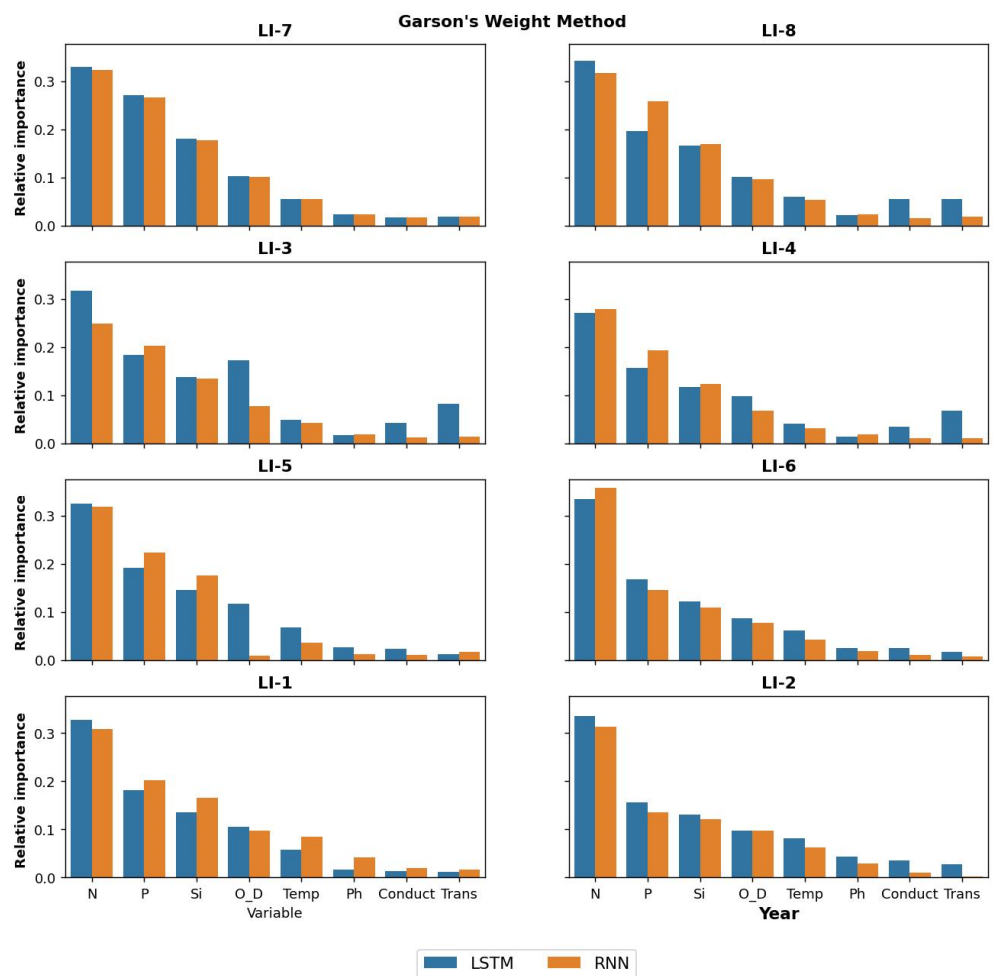 Garson's Weight Method
LI-7
LI-8
Relative importance
0.3
0.2
0.1
0.0
LI-3
LI-4
Relative importance
0.3
0.2
0.1
0.0
LI-5
LI-6
Relative importance
0.3
0.2
0.1
0.0
LI-1
LI-2
Relative importance
0.3
0.2
0.1
0.0
N P Si O_D Temp Ph Conduct Trans
Variable
N P Si O_D Temp Ph Conduct Trans
Year
LSTM RNN